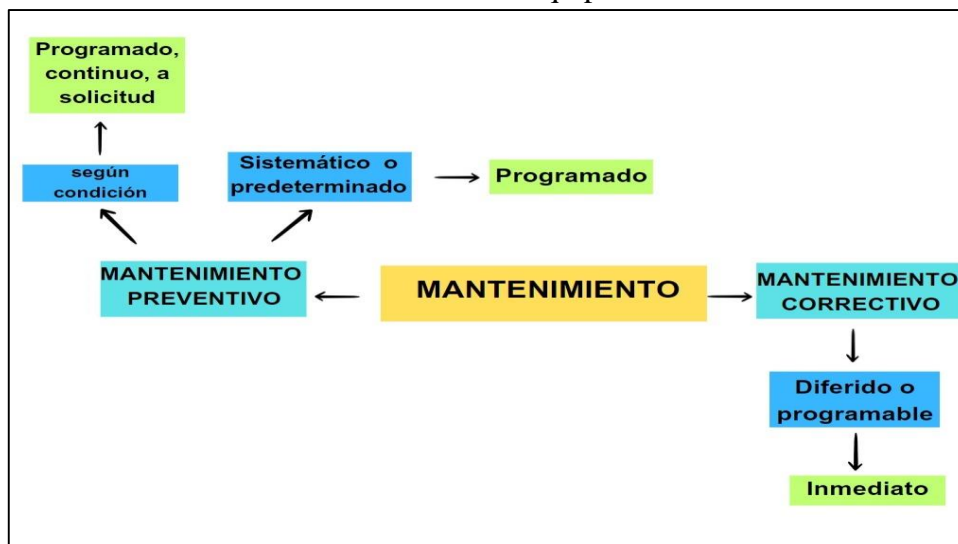 Programado,
continuo, a
solicitud
según
condición
Sistemático o
predeterminado
Programado
MANTENIMIENTO
PREVENTIVO
MANTENIMIENTO
MANTENIMIENTO
CORRECTIVO
Diferido o
programable
Inmediato